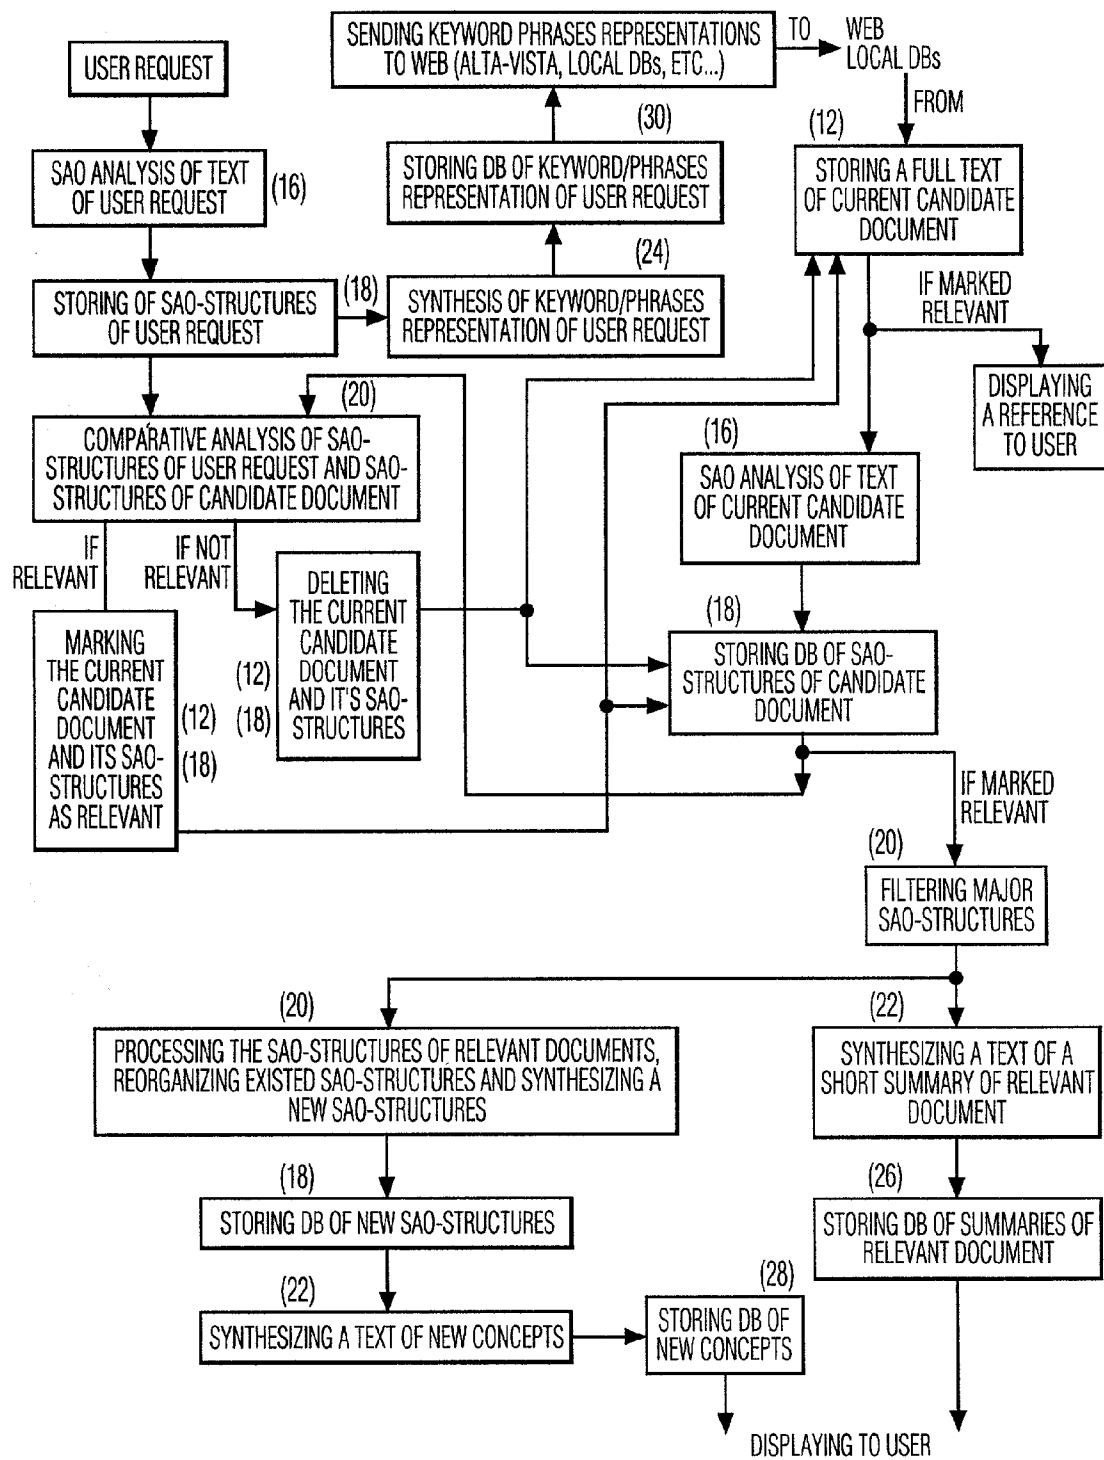 USER REQUEST
SENDING KEYWORD PHRASES REPRESENTATIONS
TO WEB (ALTA-VISTA, LOCAL DBs, ETC...)
TO
WEB
LOCAL DBs
FROM
SAO ANALYSIS OF TEXT
OF USER REQUEST
(16)
(30)
STORING DB OF KEYWORD/PHRASES
REPRESENTATION OF USER REQUEST
(12)
STORING A FULL TEXT
OF CURRENT CANDIDATE
DOCUMENT
STORING OF SAO-STRUCTURES
OF USER REQUEST
(18)
(24)
SYNTHESIS OF KEYWORD/PHRASES
REPRESENTATION OF USER REQUEST
IF MARKED
RELEVANT
DISPLAYING
A REFERENCE
TO USER
(20)
COMPARATIVE ANALYSIS OF SAO-
STRUCTURES OF USER REQUEST AND SAO-
STRUCTURES OF CANDIDATE DOCUMENT
(16)
SAO ANALYSIS OF TEXT
OF CURRENT CANDIDATE
DOCUMENT
IF
RELEVANT
IF NOT
RELEVANT
DELETING
THE CURRENT
CANDIDATE
DOCUMENT
AND IT'S SAO-
STRUCTURES
(12)
(18)
MARKING
THE CURRENT
CANDIDATE
DOCUMENT
AND ITS SAO-
STRUCTURES
AS RELEVANT
(12)
(18)
(18)
STORING DB OF SAO-
STRUCTURES OF CANDIDATE
DOCUMENT
IF MARKED
RELEVANT
(20)
FILTERING MAJOR
SAO-STRUCTURES
(20)
PROCESSING THE SAO-STRUCTURES OF RELEVANT DOCUMENTS,
REORGANIZING EXISTED SAO-STRUCTURES AND SYNTHESIZING A
NEW SAO-STRUCTURES
(22)
SYNTHESIZING A TEXT OF A
SHORT SUMMARY OF RELEVANT
DOCUMENT
(18)
STORING DB OF NEW SAO-STRUCTURES
(26)
STORING DB OF SUMMARIES OF
RELEVANT DOCUMENT
(22)
SYNTHESIZING A TEXT OF NEW CONCEPTS
(28)
STORING DB OF
NEW CONCEPTS
DISPLAYING TO USER